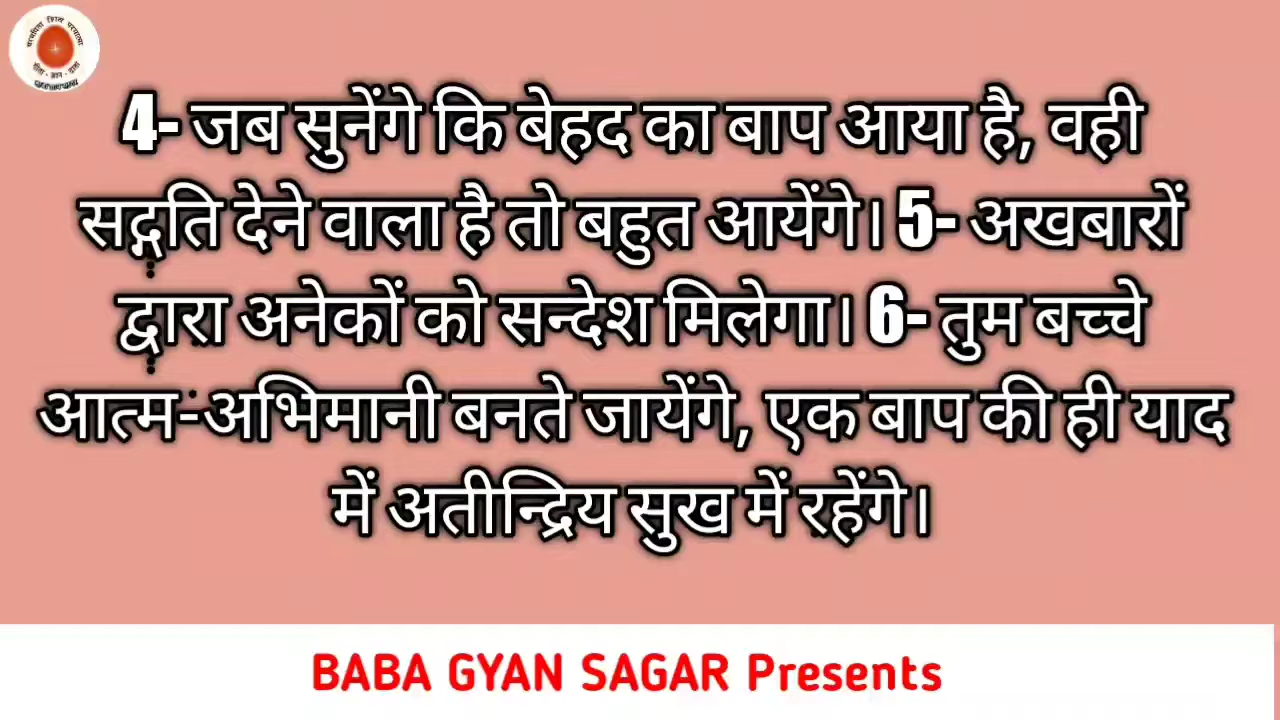 4- जब सुनेंगे कि बेहद का बाप आया है, वही
सद्गति देने वाला है तो बहुत आयेंगे। 5- अखबारों
द्वारा अनेकों को सन्देश मिलेगा। 6- तुम बच्चे
आत्म-अभिमानी बनते जायेंगे, एक बाप की ही याद
में अतीन्द्रिय सुख में रहेंगे।
BABA GYAN SAGAR Presents